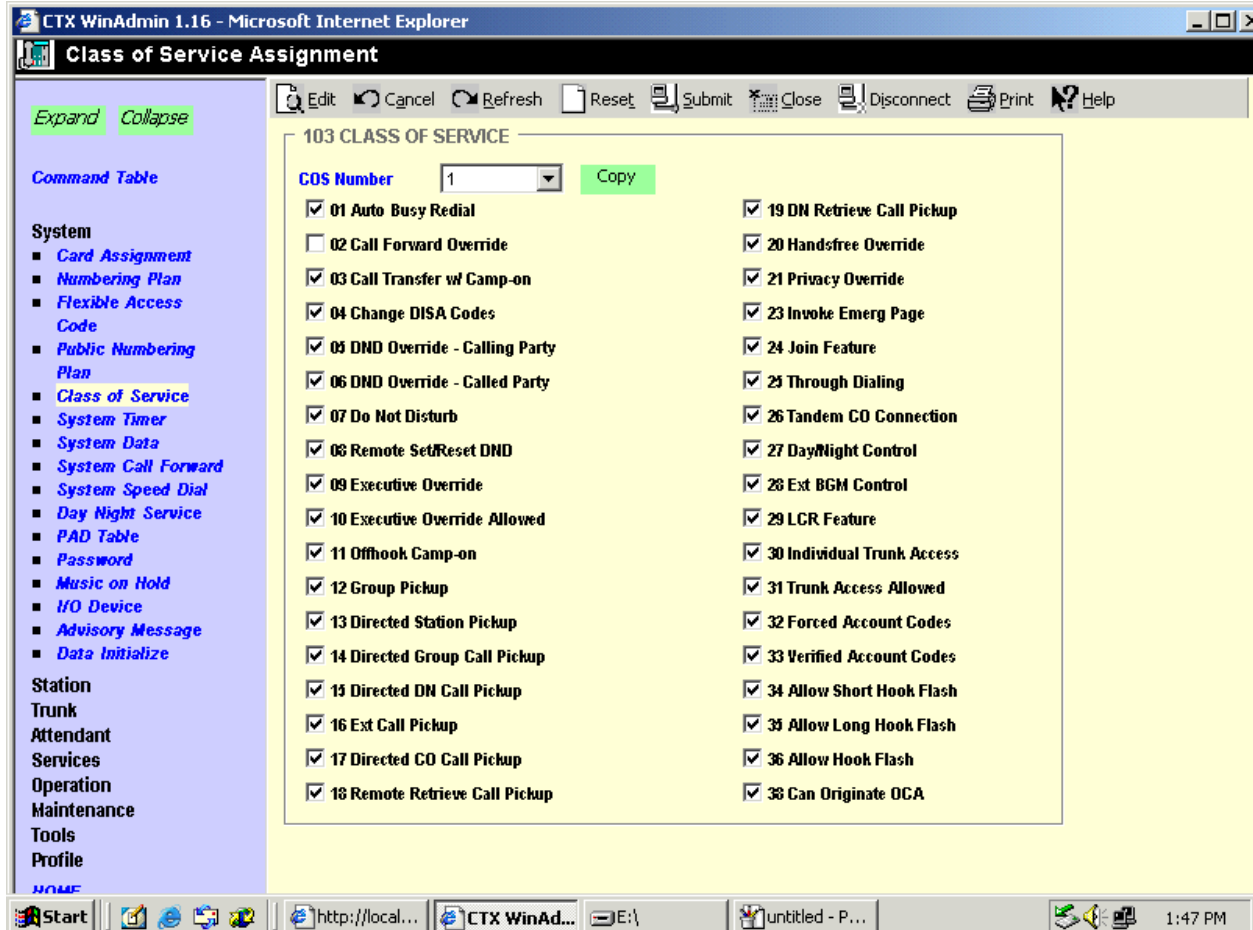 CTX WinAdmin 1.16 - Microsoft Internet Explorer
Class of Service Assignment
Expand Collapse
Command Table
System
Card Assignment
Numbering Plan
Flexible Access
Code
Public Numbering
Plan
Class of Service
System Timer
System Data
System Call Forward
System Speed Dial
Day Night Service
PAD Table
Password
Music on Hold
I/O Device
Advisory Message
Data Initialize
Station
Trunk
Attendant
Services
Operation
Maintenance
Tools
Profile
HOME
Edit Cancel Refresh Reset Submit Close Disconnect Print Help
103 CLASS OF SERVICE
COS Number 1 Copy
01 Auto Busy Redial
02 Call Forward Override
03 Call Transfer w/ Camp-on
04 Change DISA Codes
05 DND Override - Calling Party
06 DND Override - Called Party
07 Do Not Disturb
08 Remote Set/Reset DND
09 Executive Override
10 Executive Override Allowed
11 Offhook Camp-on
12 Group Pickup
13 Directed Station Pickup
14 Directed Group Call Pickup
15 Directed DN Call Pickup
16 Ext Call Pickup
17 Directed CO Call Pickup
18 Remote Retrieve Call Pickup
19 DN Retrieve Call Pickup
20 Handsfree Override
21 Privacy Override
23 Invoke Emerg Page
24 Join Feature
25 Through Dialing
26 Tandem CO Connection
27 Day/Night Control
28 Ext BGM Control
29 LCR Feature
30 Individual Trunk Access
31 Trunk Access Allowed
32 Forced Account Codes
33 Verified Account Codes
34 Allow Short Hook Flash
35 Allow Long Hook Flash
36 Allow Hook Flash
38 Can Originate OCA
Start http://local... CTX WinAd... E:\ untitled - P... 1:47 PM